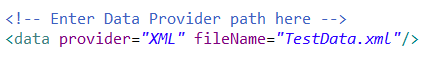 <!-- Enter Data Provider path here -->
<data provider="XML" fileName="TestData.xml"/>